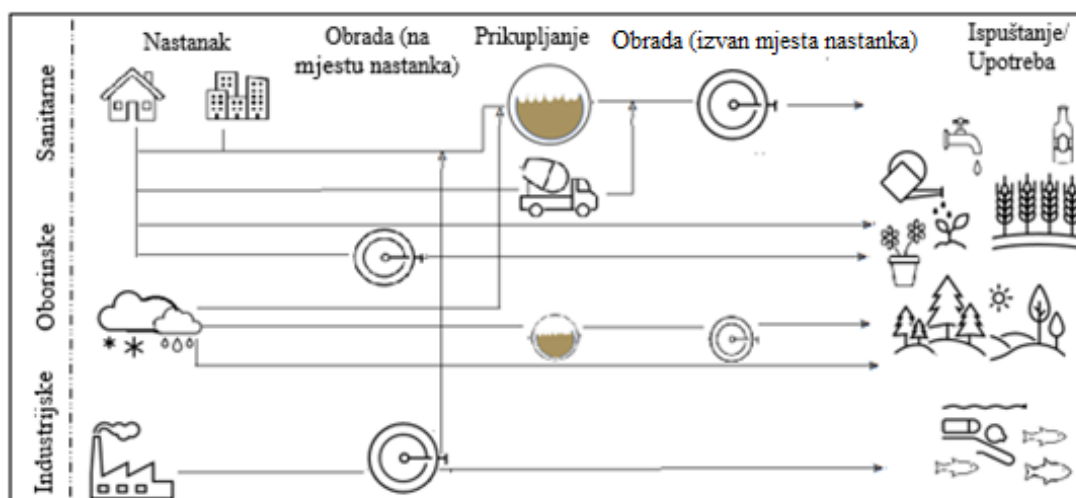 Nastanak
Obrada (na
mjestu nastanka)
Prikupljanje
Obrada (izvan mjesta nastanka)
Ispuštanje/
Upotreba
Sanitarne
Oborinske
Industrijske